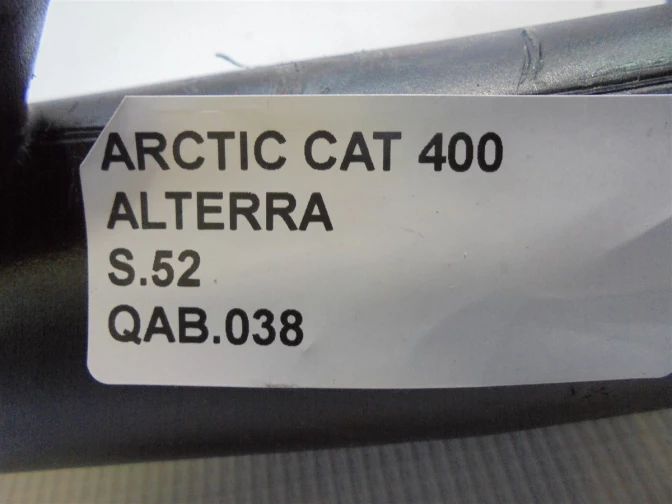 ARCTIC CAT 400
ALTERRA
S.52
QAB.038